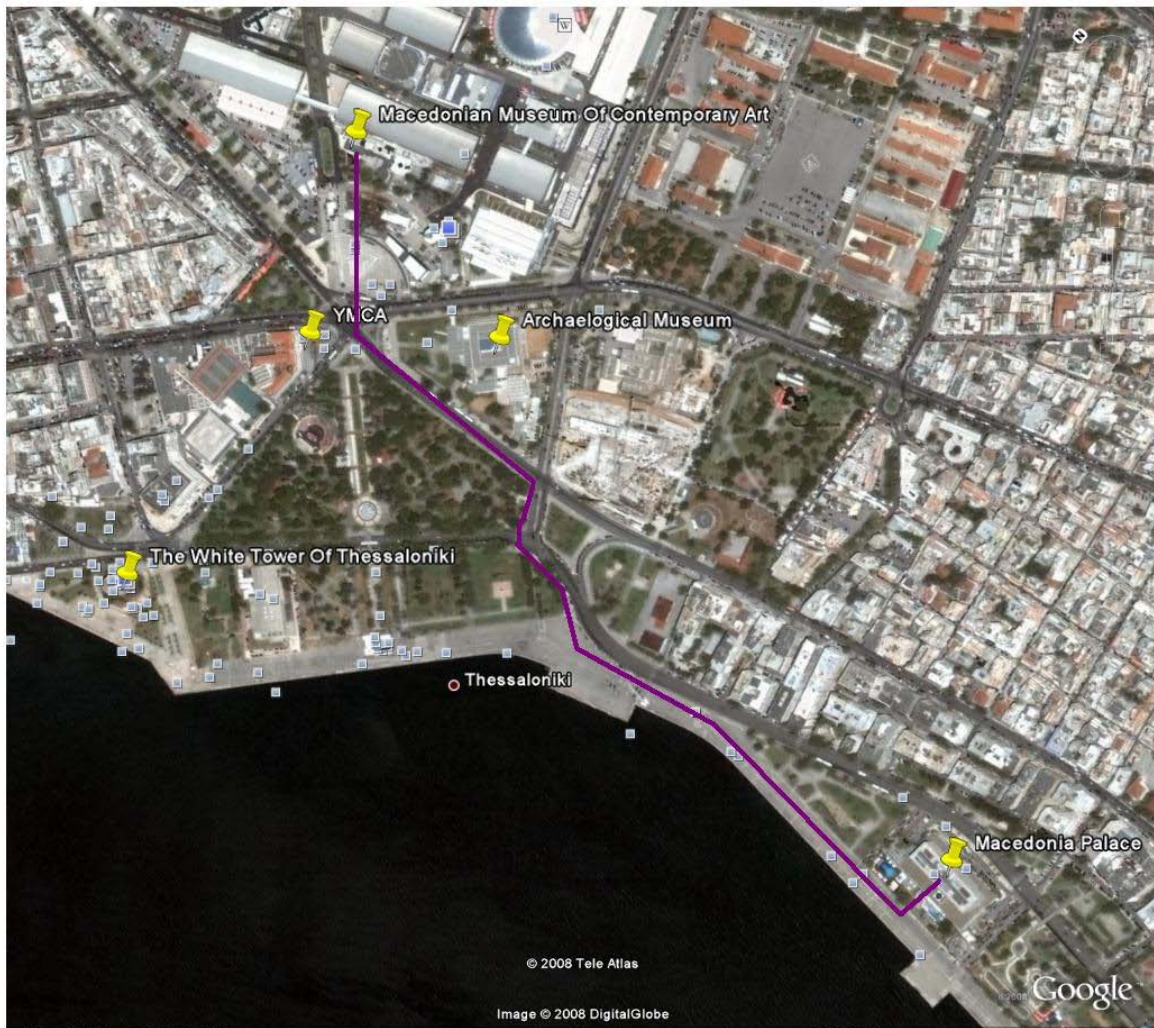 W
N
Macedonian Museum Of Contemporary Art
YMCA
Archaelogical Museum
The White Tower Of Thessaloniki
Thessaloniki
Macedonia Palace
© 2008 Tele Atlas
© 2008 Google
Image © 2008 DigitalGlobe